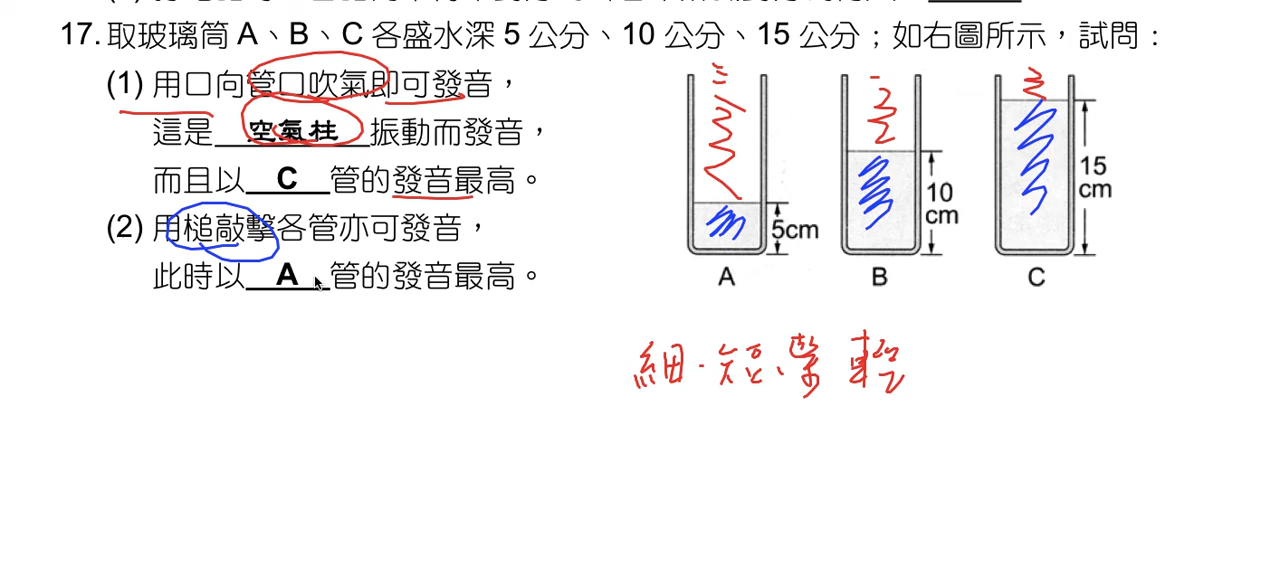 17. 取玻璃筒 A、B、C 各盛水深 5 公分、10 公分、15 公分；如右圖所示，試問：
(1) 用口向管口吹氣即可發音，
這是 空氣柱 振動而發音，
而且以 C 管的發音最高。
(2) 用槌敲擊各管亦可發音，
此時以 A 管的發音最高。
5cm
10
cm
15
cm
A
B
C
細、短、緊 輕